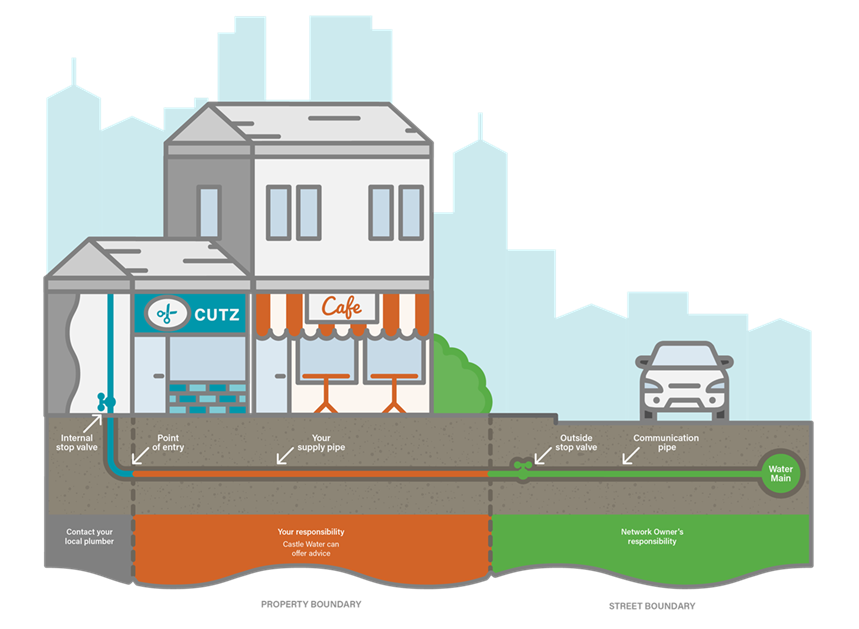 Cafe
CUTZ
Internal
stop valve
Point
of entry
Your
supply pipe
Outside
stop valve
Communication
pipe
Water
Main
Contact your
local plumber
Your responsibility
Castle Water can
offer advice
Network Owner's
responsibility
PROPERTY BOUNDARY
STREET BOUNDARY